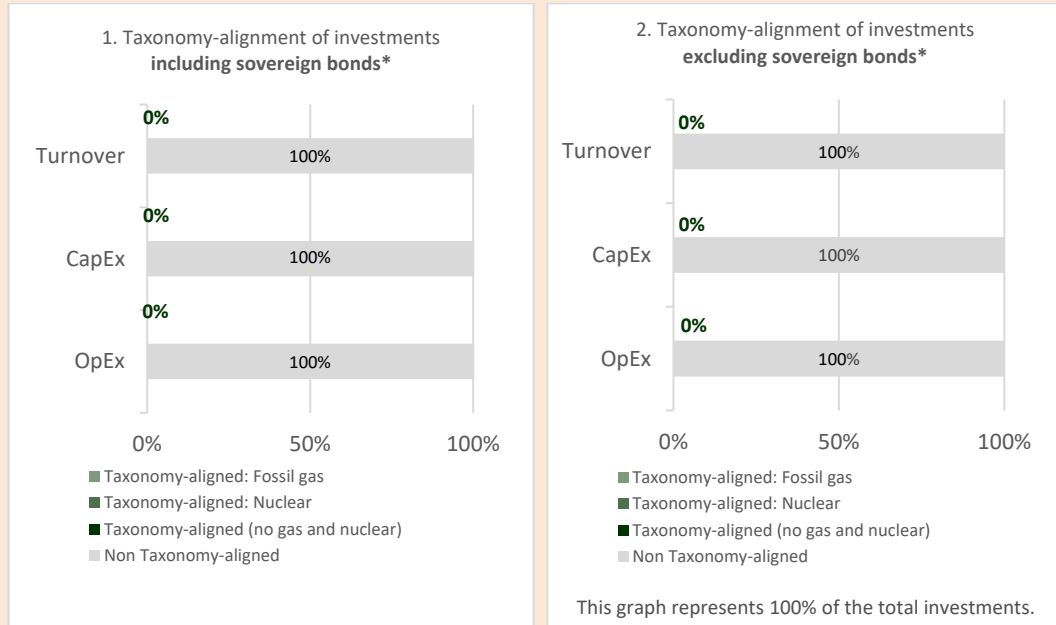 1. Taxonomy-alignment of investments
including sovereign bonds*
0%
Turnover
100%
0%
CapEx
100%
0%
OpEx
100%
0%
50%
100%
Taxonomy-aligned: Fossil gas
Taxonomy-aligned: Nuclear
Taxonomy-aligned (no gas and nuclear)
Non Taxonomy-aligned
2. Taxonomy-alignment of investments
excluding sovereign bonds*
0%
Turnover
100%
0%
CapEx
100%
0%
OpEx
100%
0%
50%
100%
Taxonomy-aligned: Fossil gas
Taxonomy-aligned: Nuclear
Taxonomy-aligned (no gas and nuclear)
Non Taxonomy-aligned
This graph represents 100% of the total investments.